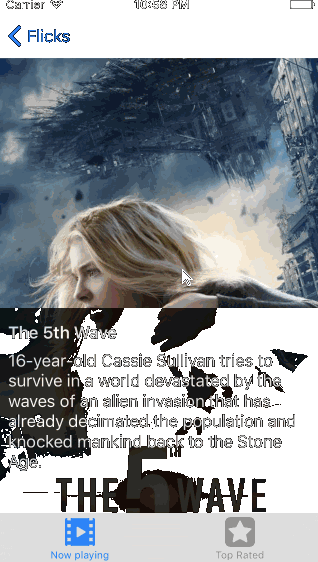 Carrier 10:58 PM
Flicks
The 5th Wave
16-year-old Cassie Sullivan tries to
survive in a world devastated by the
waves of an alien invasion that has
already decimated the population and
knocked mankind back to the Stone
Age.
THE 5TH WAVE
Now playing Top Rated